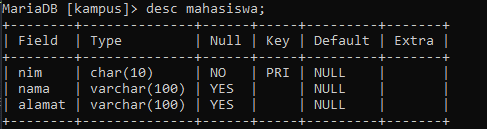 MariaDB [kampus]> desc mahasiswa;
+--------+--------------+------+-----+---------+-------+
| Field  | Type         | Null | Key | Default | Extra |
+--------+--------------+------+-----+---------+-------+
| nim    | char(10)     | NO   | PRI | NULL    |       |
| nama   | varchar(100) | YES  |     | NULL    |       |
| alamat | varchar(100) | YES  |     | NULL    |       |
+--------+--------------+------+-----+---------+-------+